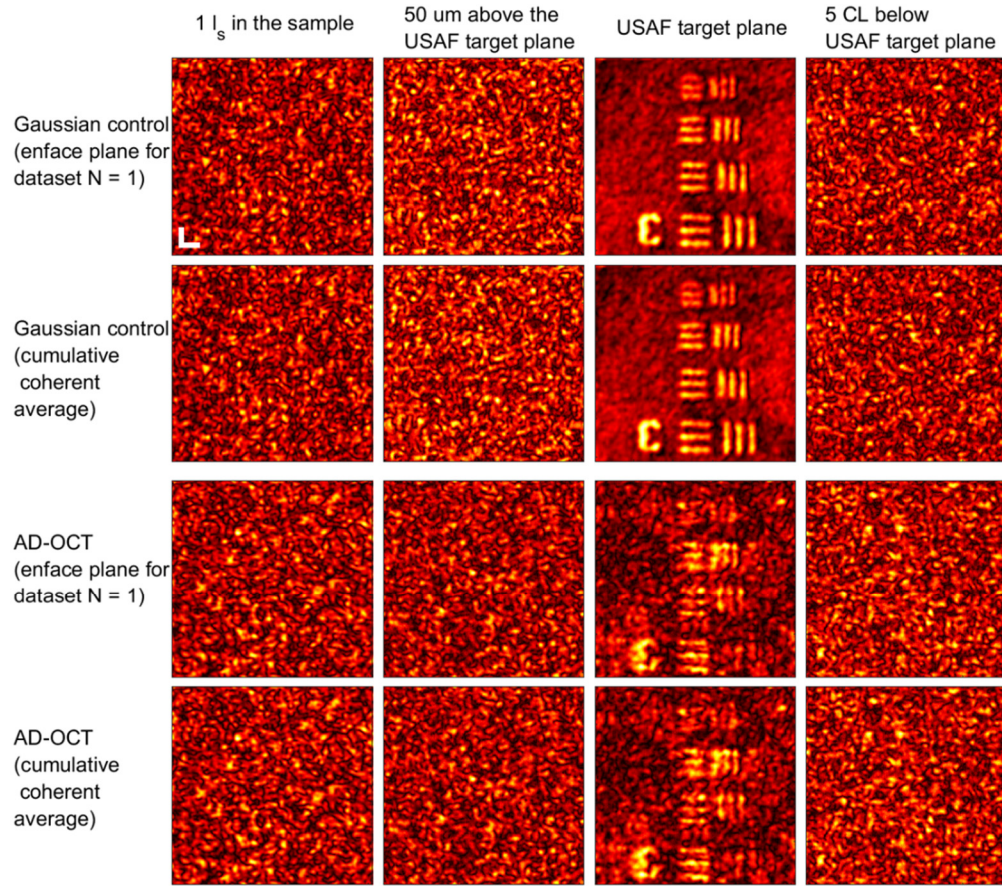 1 ls in the sample
50 um above the
USAF target plane
USAF target plane
5 CL below
USAF target plane
Gaussian control
(enface plane for
dataset N = 1)
Gaussian control
(cumulative
coherent
average)
AD-OCT
(enface plane for
dataset N = 1)
AD-OCT
(cumulative
coherent
average)